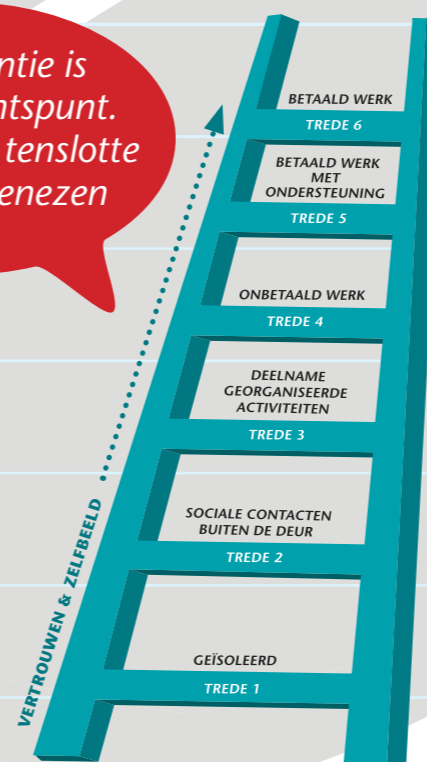 ntie is
ntspunt.
tenslotte
enezen
BETAALD WERK
TREDE 6
BETAALD WERK
MET
ONDERSTEUNING
TREDE 5
ONBETAALD WERK
TREDE 4
DEELNAME
GEORGANISEERDE
ACTIVITEITEN
TREDE 3
SOCIALE CONTACTEN
BUITEN DE DEUR
TREDE 2
GEÏSOLEERD
TREDE 1
VERTROUWEN & ZELFBEELD